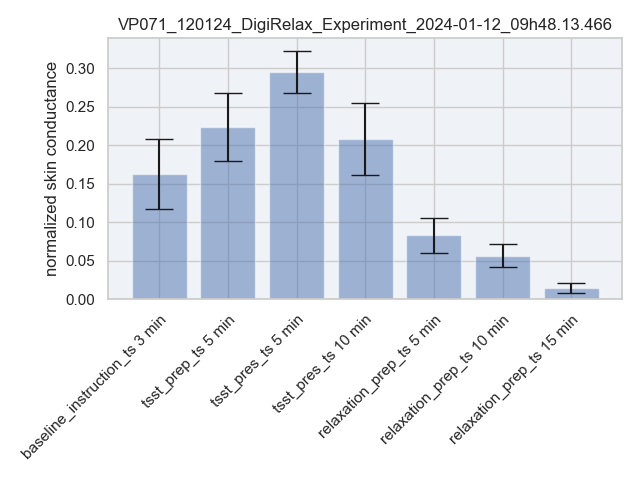 VP071_120124_DigiRelax_Experiment_2024-01-12_09h48.13.466
normalized skin conductance
0.30
0.25
0.20
0.15
0.10
0.05
0.00
baseline_instruction_ts 3 min
tsst_prep_ts 5 min
tsst_pres_ts 5 min
tsst_pres_ts 10 min
relaxation_prep_ts 5 min
relaxation_prep_ts 10 min
relaxation_prep_ts 15 min